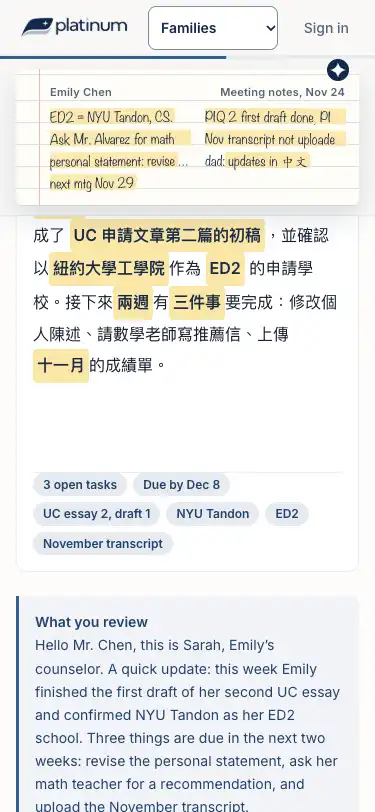 platinum
Families
Sign in
Emily Chen
Meeting notes, Nov 24
ED2 = NYU Tandon, CS.
Ask Mr. Alvarez for math
personal statement: revise ...
next mtg Nov 29
PIQ 2 first draft done. PI
Nov transcript not uploade
dad: updates in 中文
成了 UC 申請文章第二篇的初稿，並確認
以紐約大學工學院作為 ED2 的申請學
校。接下來兩週有三件事要完成：修改個
人陳述、請數學老師寫推薦信、上傳
十一月的成績單。
3 open tasks
Due by Dec 8
UC essay 2, draft 1
NYU Tandon
ED2
November transcript
What you review
Hello Mr. Chen, this is Sarah, Emily’s
counselor. A quick update: this week Emily
finished the first draft of her second UC essay
and confirmed NYU Tandon as her ED2
school. Three things are due in the next two
weeks: revise the personal statement, ask her
math teacher for a recommendation, and
upload the November transcript.